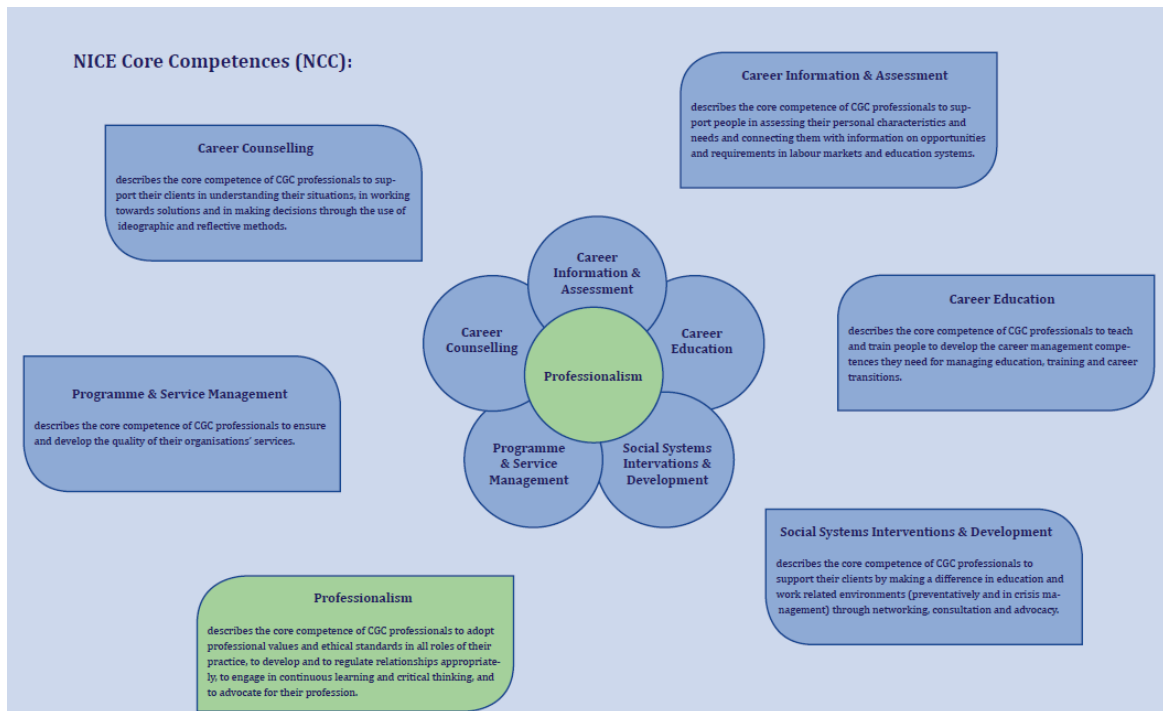 NICE Core Competences (NCC):
Career Information & Assessment
describes the core competence of CGC professionals to sup-
port people in assessing their personal characteristics and
needs and connecting them with information on opportunities
and requirements in labour markets and education systems.
Career Counselling
describes the core competence of CGC professionals to sup-
port their clients in understanding their situations, in working
towards solutions and in making decisions through the use of
ideographic and reflective methods.
Career
Information &
Assessment
Career
Counselling
Career
Education
Professionalism
Programme
& Service
Management
Social Systems
Intervations &
Development
Career Education
describes the core competence of CGC professionals to teach
and train people to develop the career management compe-
tences they need for managing education, training and career
transitions.
Programme & Service Management
describes the core competence of CGC professionals to ensure
and develop the quality of their organisations' services.
Social Systems Interventions & Development
describes the core competence of CGC professionals to
support their clients by making a difference in education and
work related environments (preventatively and in crisis ma-
nagement) through networking, consultation and advocacy.
Professionalism
describes the core competence of CGC professionals to adopt
professional values and ethical standards in all roles of their
practice, to develop and to regulate relationships appropriate-
ly, to engage in continuous learning and critical thinking, and
to advocate for their profession.